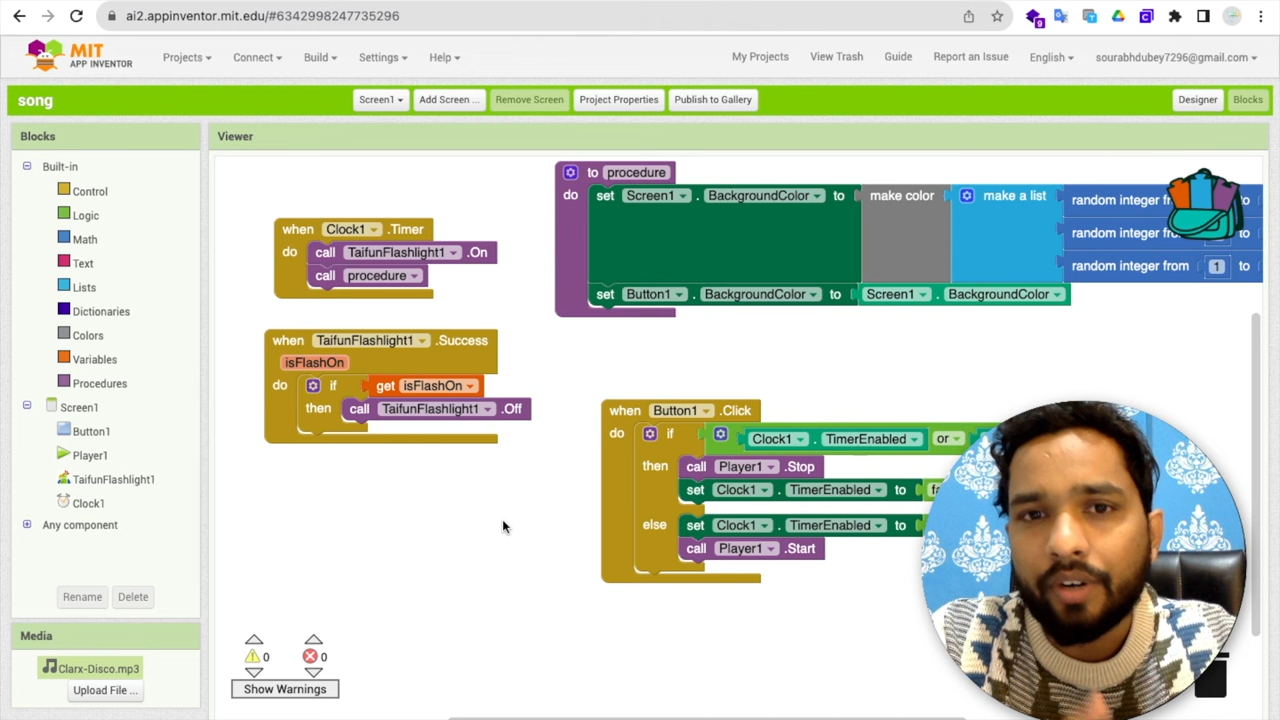 ai2.appinventor.mit.edu/#6342998247735296
9
MIT
APP INVENTOR
Projects
Connect
Build
Settings
Help
My Projects
View Trash
Guide
Report an Issue
English
sourabhdubey7296@gmail.com
song
Screen1
Add Screen ...
Remove Screen
Project Properties
Publish to Gallery
Designer
Blocks
Blocks
Viewer
Built-in
Control
Logic
Math
Text
Lists
Dictionaries
Colors
Variables
Procedures
Screen1
Button1
Player1
TaifunFlashlight1
Clock1
Any component
Rename
Delete
Media
Clarx-Disco.mp3
Upload File ...
when Clock1 .Timer
do call TaifunFlashlight1 .On
call procedure
when TaifunFlashlight1 .Success
isFlashOn
do if get isFlashOn
then call TaifunFlashlight1 .Off
to procedure
do set Screen1 . BackgroundColor to make color make a list random integer from to
random integer to
random integer from 1 to
set Button1 . BackgroundColor to Screen1 . BackgroundColor
when Button1 .Click
do if Clock1 . TimerEnabled or
then call Player1 .Stop
set Clock1 . TimerEnabled to
else set Clock1 . TimerEnabled to
call Player1 .Start
0 0
Show Warnings